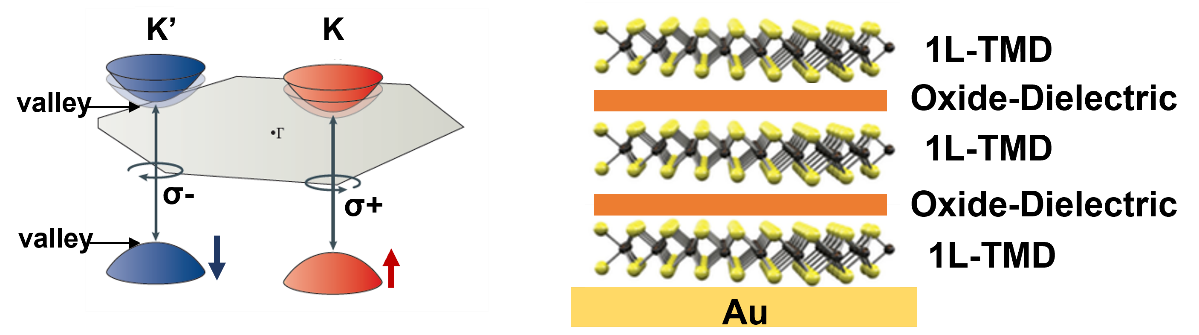 K’
K
valley
•Γ
σ-
σ+
valley
1L-TMD
Oxide-Dielectric
1L-TMD
Oxide-Dielectric
1L-TMD
Au